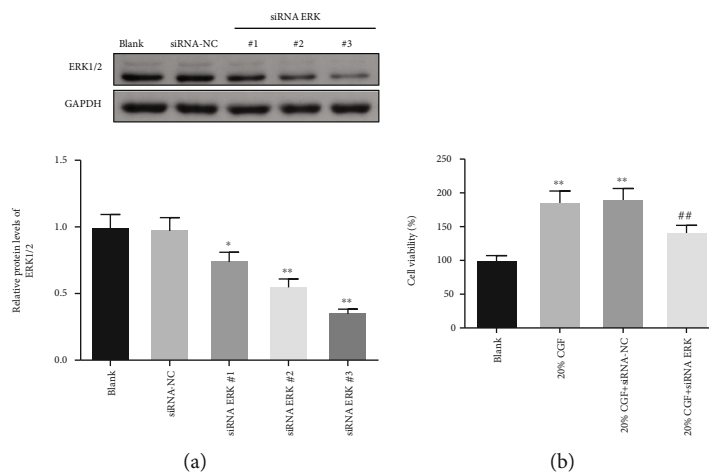 siRNA ERK
Blank siRNA-NC #1 #2 #3
ERK1/2
GAPDH
Relative protein levels of
ERK1/2
1.5
1.0
0.5
0.0
*
**
**
Blank
siRNA-NC
siRNA ERK #1
siRNA ERK #2
siRNA ERK #3
(a)
Cell viability (%)
250
200
150
100
50
0
**
**
##
Blank
20% CGF
20% CGF+siRNA-NC
20% CGF+siRNA ERK
(b)